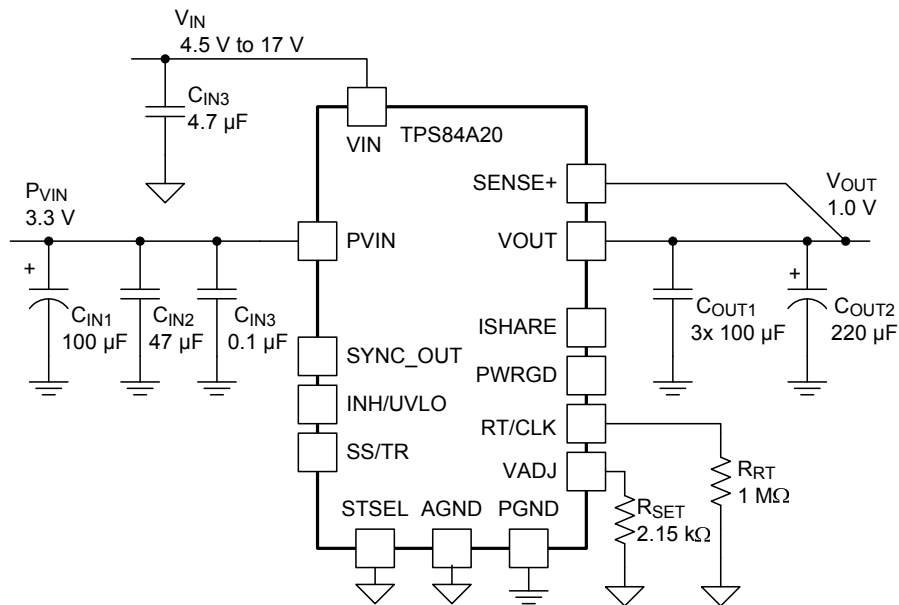 VIN
4.5 V to 17 V
CIN3
4.7 µF
VIN
TPS84A20
SENSE+
VOUT
1.0 V
PVIN
3.3 V
PVIN
VOUT
+
CIN1
100 µF
CIN2
47 µF
CIN3
0.1 µF
COUT1
3x 100 µF
+
COUT2
220 µF
ISHARE
SYNC_OUT
PWRGD
INH/UVLO
RT/CLK
SS/TR
VADJ
RRT
1 MΩ
RSET
2.15 kΩ
STSEL
AGND
PGND